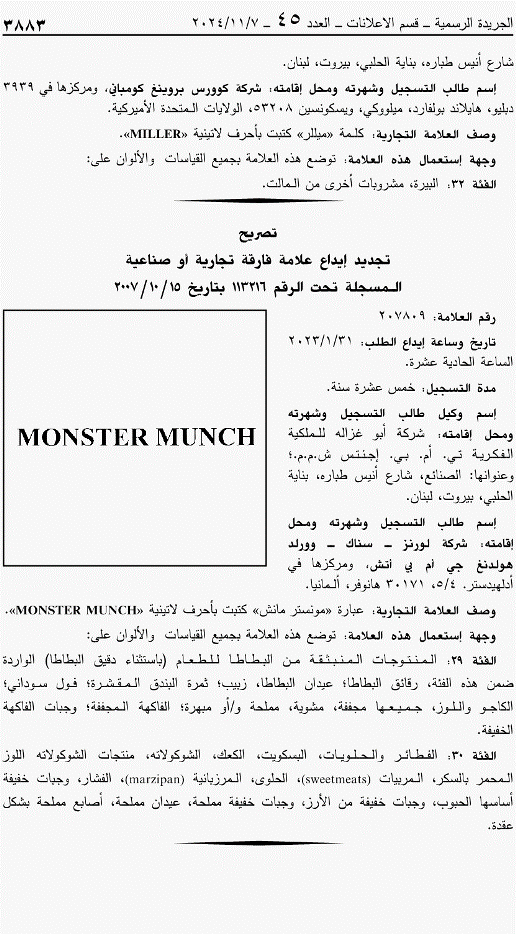 الجريدة الرسمية ــ قسم الاعلانات ــ العدد ٤٥ ــ ٢٠٢٤/١١/٧
٣٨٨٣
شارع أنيس طباره، بناية الحلبي، بيروت، لبنان.
إسم طالب التسجيل وشهرته ومحل إقامته: شركة كوورس بروينغ كومباني، ومركزها في ٣٩٣٩
دبليو، هايلاند بولفارد، ميلووكي، ويسكونسين ٥٣٢٠٨، الولايات المتحدة الأميركية.
وصف العلامة التجارية: كلمة «ميللر» كتبت بأحرف لاتينية «MILLER».
وجهة إستعمال هذه العلامة: توضع هذه العلامة بجميع القياسات والألوان على:
الفئة ٣٢: البيرة، مشروبات أخرى من المالت.
تصريح
تجديد إيداع علامة فارقة تجارية أو صناعية
المسجلة تحت الرقم ١١٣٢١٦ بتاريخ ٢٠٠٧/١٠/١٥
رقم العلامة: ٢٠٧٨٠٩
تاريخ وساعة إيداع الطلب: ٢٠٢٣/١/٣١
الساعة الحادية عشرة.
مدة التسجيل: خمس عشرة سنة.
إسم وكيل طالب التسجيل وشهرته
ومحل إقامته: شركة أبو غزاله للملكية
الفكرية تي. أم. بي. إجنتس ش.م.م.؛
وعنوانها: الصنائع، شارع أنيس طباره، بناية
الحلبي، بيروت، لبنان.
إسم طالب التسجيل وشهرته ومحل
إقامته: شركة لورنز ــ سناك ــ وورلد
هولدنغ جي أم بي أتش، ومركزها في
أدلهيدستر. ٥/٤، ٣٠١٧١ هانوفر، ألمانيا.
MONSTER MUNCH
وصف العلامة التجارية: عبارة «مونستر مانش» كتبت بأحرف لاتينية «MONSTER MUNCH».
وجهة إستعمال هذه العلامة: توضع هذه العلامة بجميع القياسات والألوان على:
الفئة ٢٩: المنتوجات المنبثقة من البطاطا للطعام (باستثناء دقيق البطاطا) الواردة
ضمن هذه الفئة، رقائق البطاطا؛ عيدان البطاطا، زبيب؛ ثمرة البندق المقشرة؛ فول سوداني؛
الكاجو واللوز، جميعها مجففة، مشوية، مملحة و/أو مبهرة؛ الفاكهة المجففة؛ وجبات الفاكهة
الخفيفة.
الفئة ٣٠: الفطائر والحلويات، البسكويت، الكعك، الشوكولاته، منتجات الشوكولاته اللوز
المحمر بالسكر، المربيات (sweetmeats)، الحلوى، المرزبانية (marzipan)، الفشار، وجبات خفيفة
أساسها الحبوب، وجبات خفيفة من الأرز، وجبات خفيفة مملحة، عيدان مملحة، أصابع مملحة بشكل
عقدة.